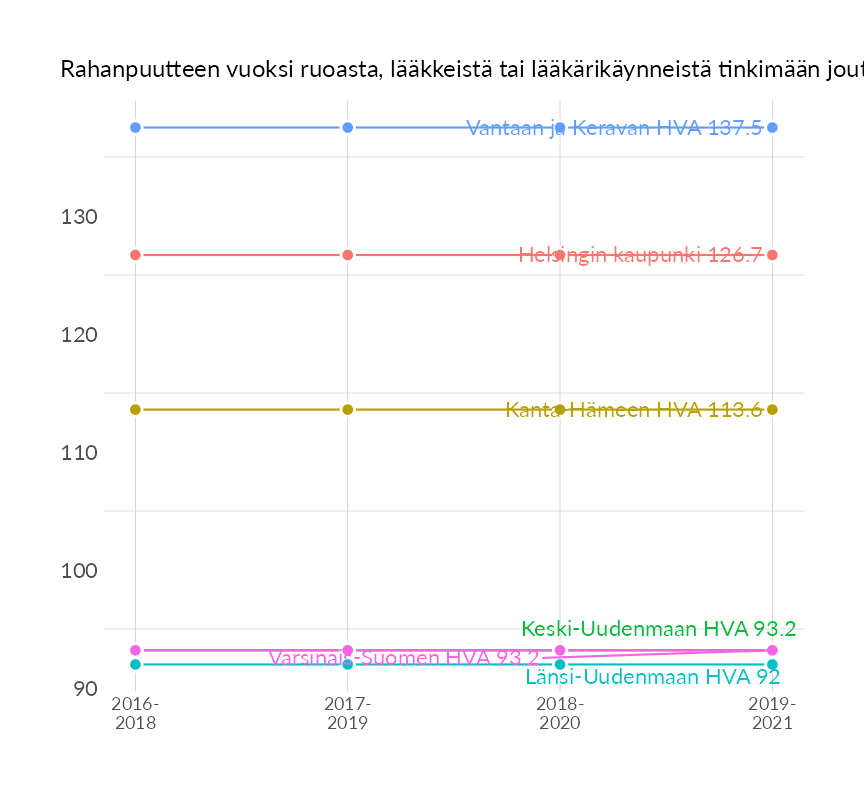 Rahanpuutteen vuoksi ruoasta, lääkkeistä tai lääkärikäynneistä tinkimään jout
Vantaan ja Keravan HVA 137.5
130
Helsingin kaupunki 126.7
120
Kanta-Hämeen HVA 113.6
110
100
Keski-Uudenmaan HVA 93.2
Varsinais-Suomen HVA 93.2
Länsi-Uudenmaan HVA 92
90
2016-
2018
2017-
2019
2018-
2020
2019-
2021